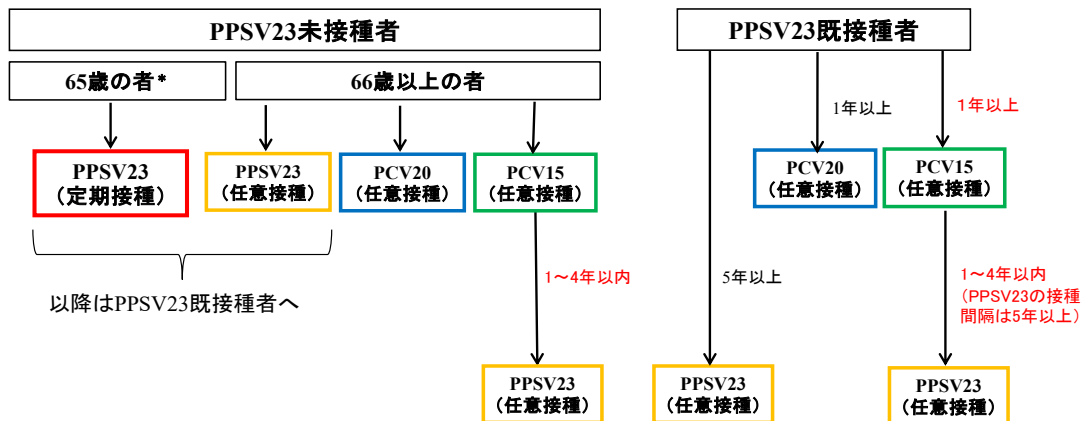 PPSV23未接種者
65歳の者*
66歳以上の者
PPSV23
（定期接種）
PPSV23
（任意接種）
PCV20
（任意接種）
PCV15
（任意接種）
以降はPPSV23既接種者へ
1～4年以内
PPSV23
（任意接種）
PPSV23既接種者
1年以上
１年以上
PCV20
（任意接種）
PCV15
（任意接種）
5年以上
1～4年以内
（PPSV23の接種
間隔は5年以上）
PPSV23
（任意接種）
PPSV23
（任意接種）